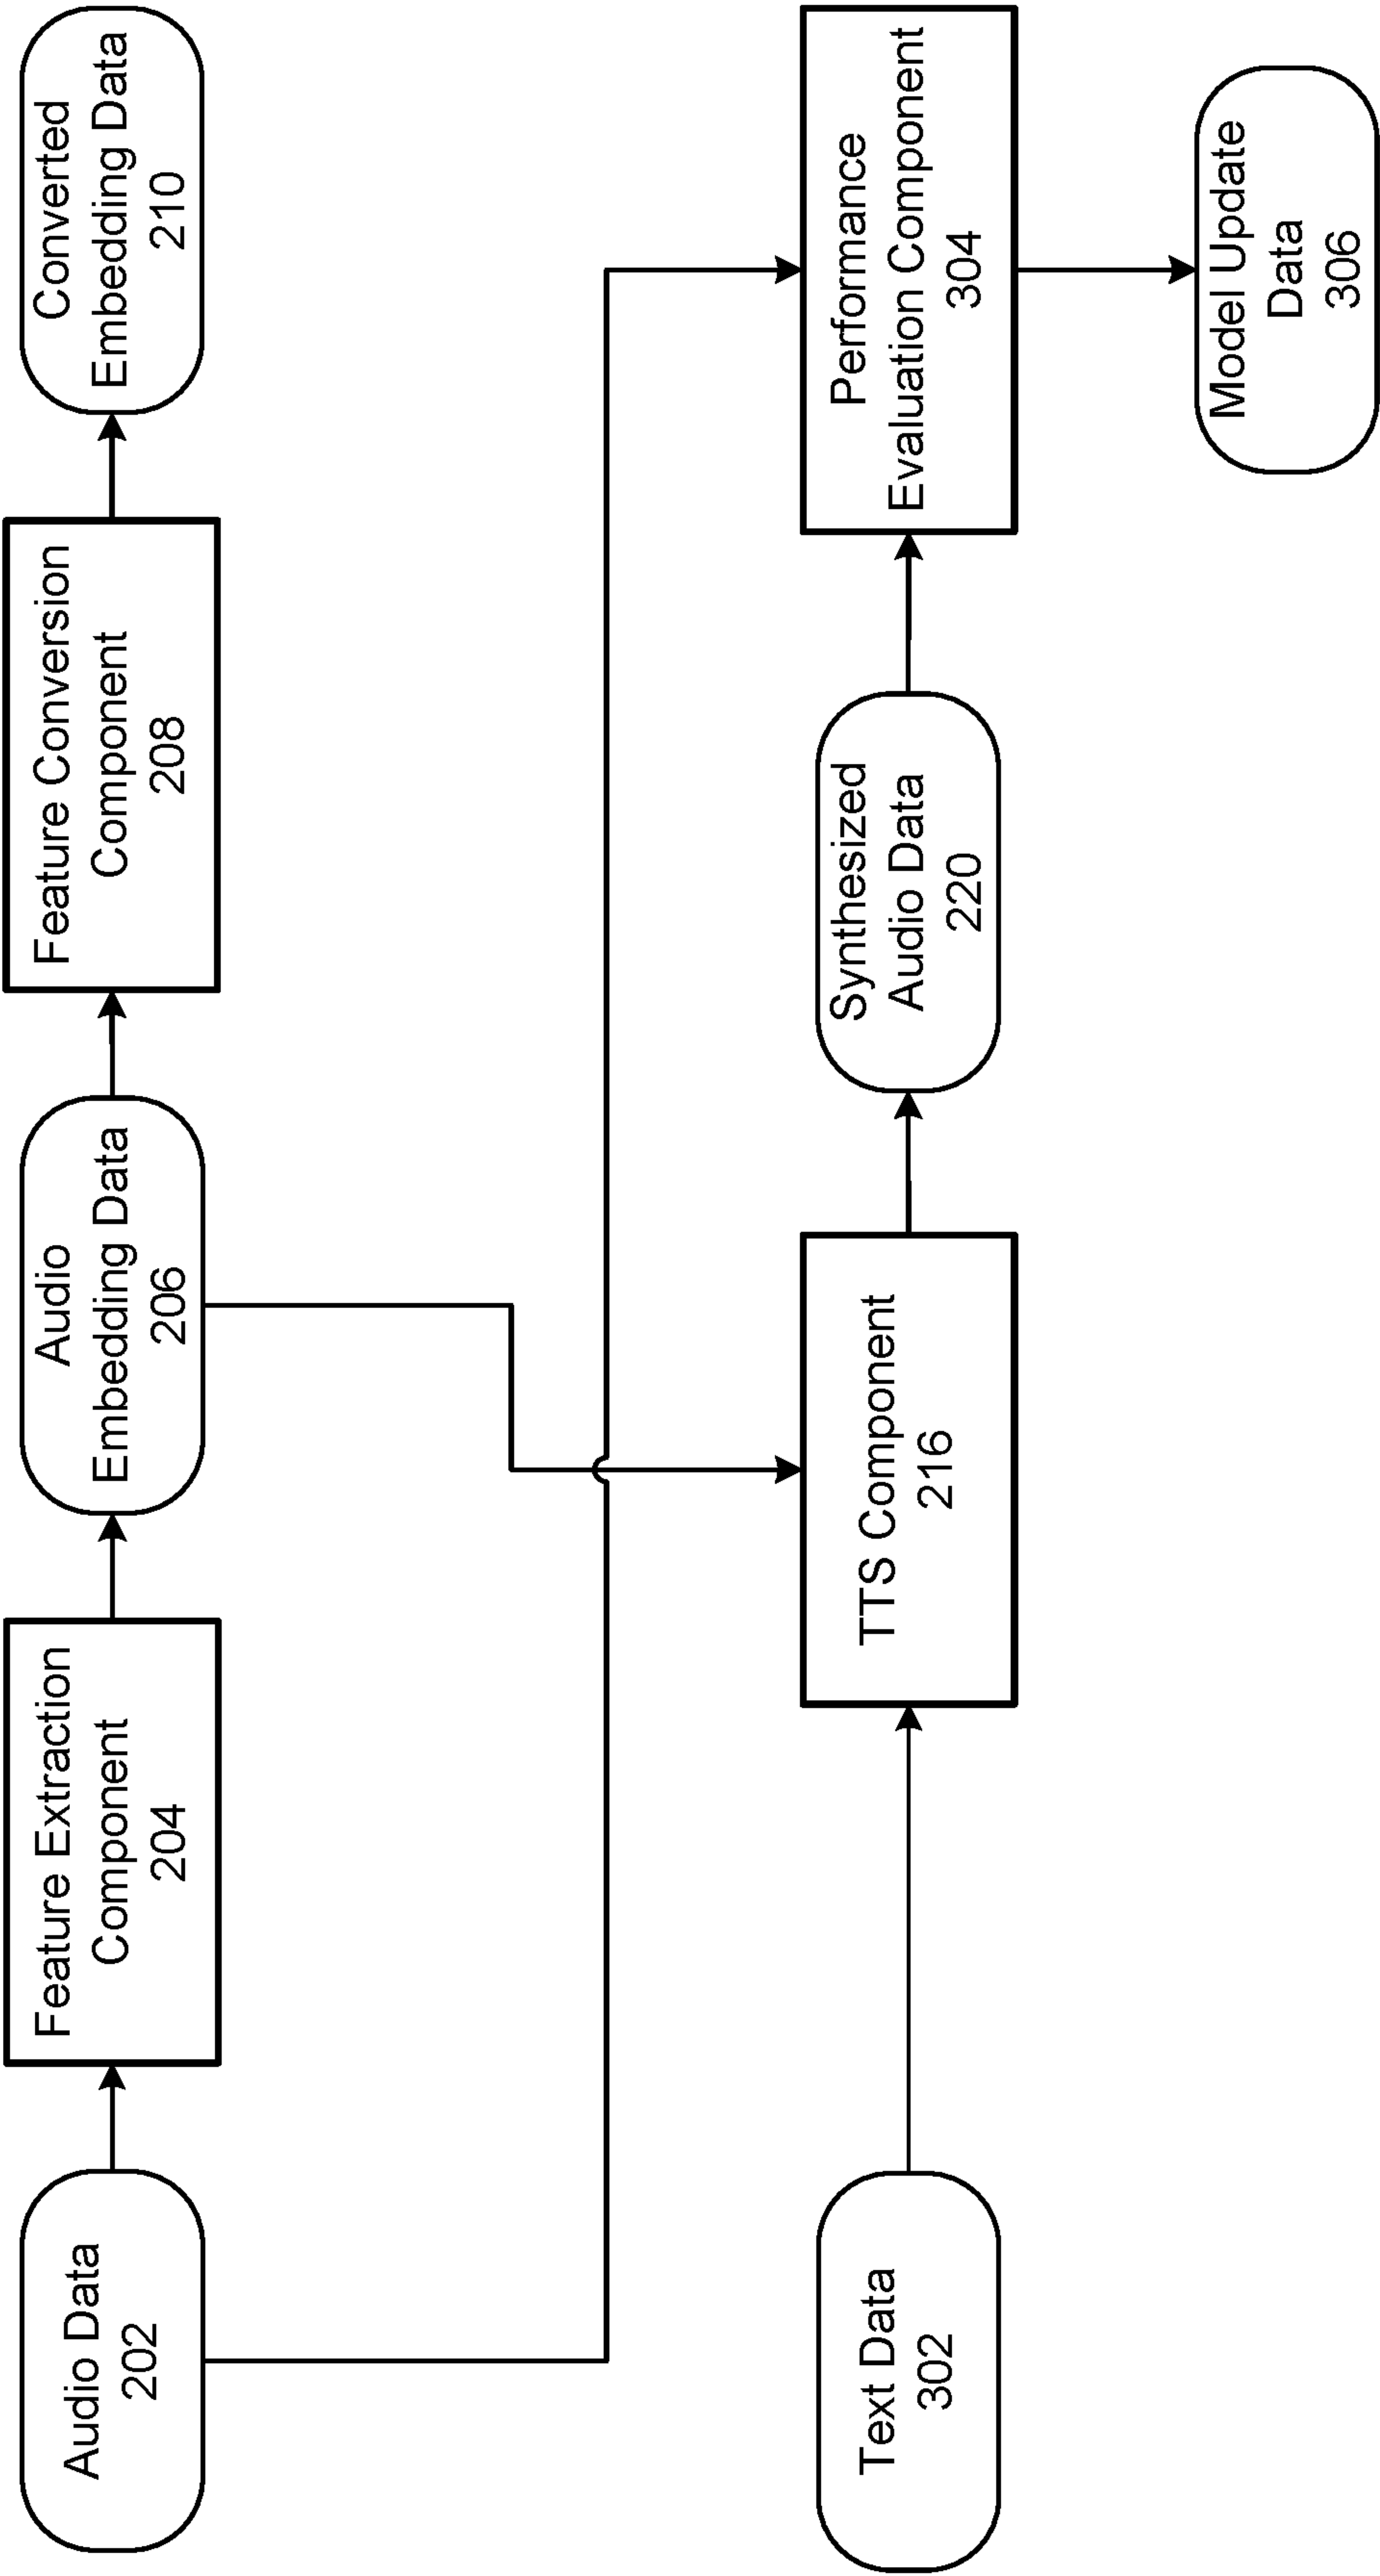 Audio Data
202
Feature Extraction
Component
204
Audio
Embedding Data
206
Feature Conversion
Component
208
Converted
Embedding Data
210
Text Data
302
TTS Component
216
Synthesized
Audio Data
220
Performance
Evaluation Component
304
Model Update
Data
306